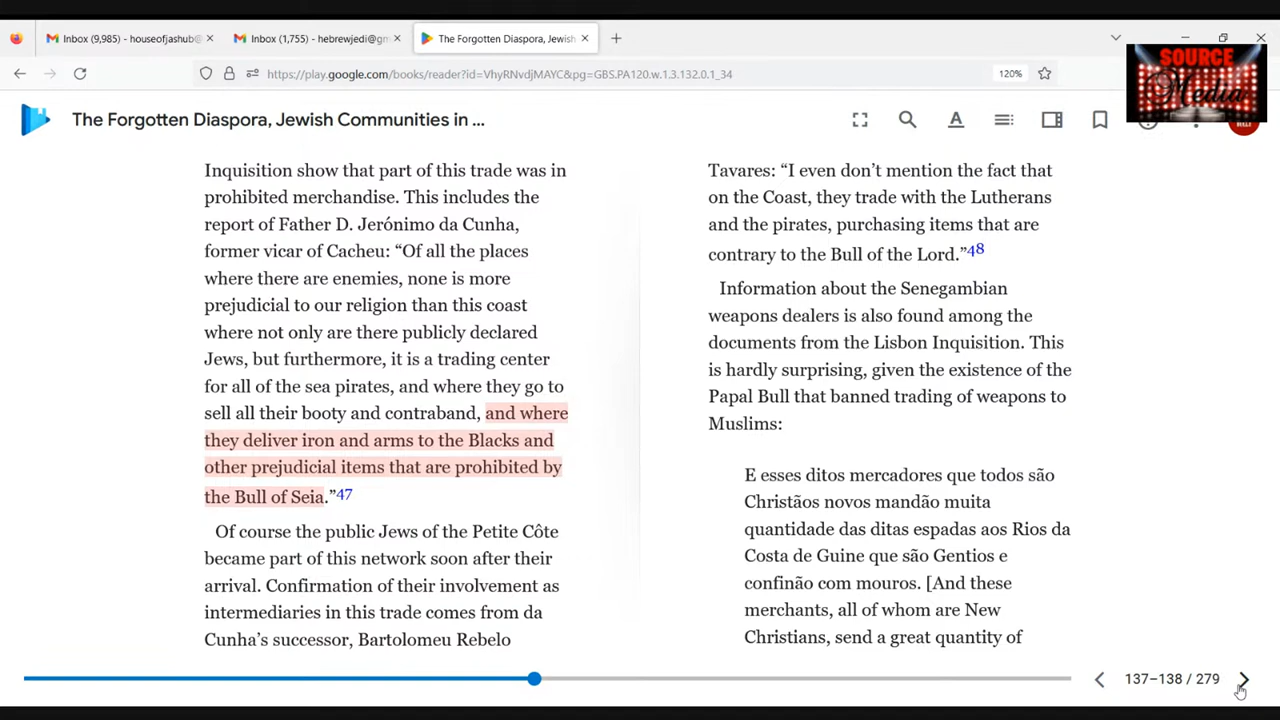 Inbox (9,985) - houseofjashub@
Inbox (1,755) - hebrewjedi@gm
The Forgotten Diaspora, Jewish
https://play.google.com/books/reader?id=VhyRNvdjMAYC&pg=GBS.PA120.w.1.3.132.0.1_34
120%
SOURCE
Media
The Forgotten Diaspora, Jewish Communities in ...
Inquisition show that part of this trade was in
prohibited merchandise. This includes the
report of Father D. Jerónimo da Cunha,
former vicar of Cacheu: “Of all the places
where there are enemies, none is more
prejudicial to our religion than this coast
where not only are there publicly declared
Jews, but furthermore, it is a trading center
for all of the sea pirates, and where they go to
sell all their booty and contraband, and where
they deliver iron and arms to the Blacks and
other prejudicial items that are prohibited by
the Bull of Seia.”47
Of course the public Jews of the Petite Côte
became part of this network soon after their
arrival. Confirmation of their involvement as
intermediaries in this trade comes from da
Cunha’s successor, Bartolomeu Rebelo
Tavares: “I even don’t mention the fact that
on the Coast, they trade with the Lutherans
and the pirates, purchasing items that are
contrary to the Bull of the Lord.”48
Information about the Senegambian
weapons dealers is also found among the
documents from the Lisbon Inquisition. This
is hardly surprising, given the existence of the
Papal Bull that banned trading of weapons to
Muslims:
E esses ditos mercadores que todos são
Christãos novos mandão muita
quantidade das ditas espadas aos Rios da
Costa de Guine que são Gentios e
confinão com mouros. [And these
merchants, all of whom are New
Christians, send a great quantity of
137–138 / 279